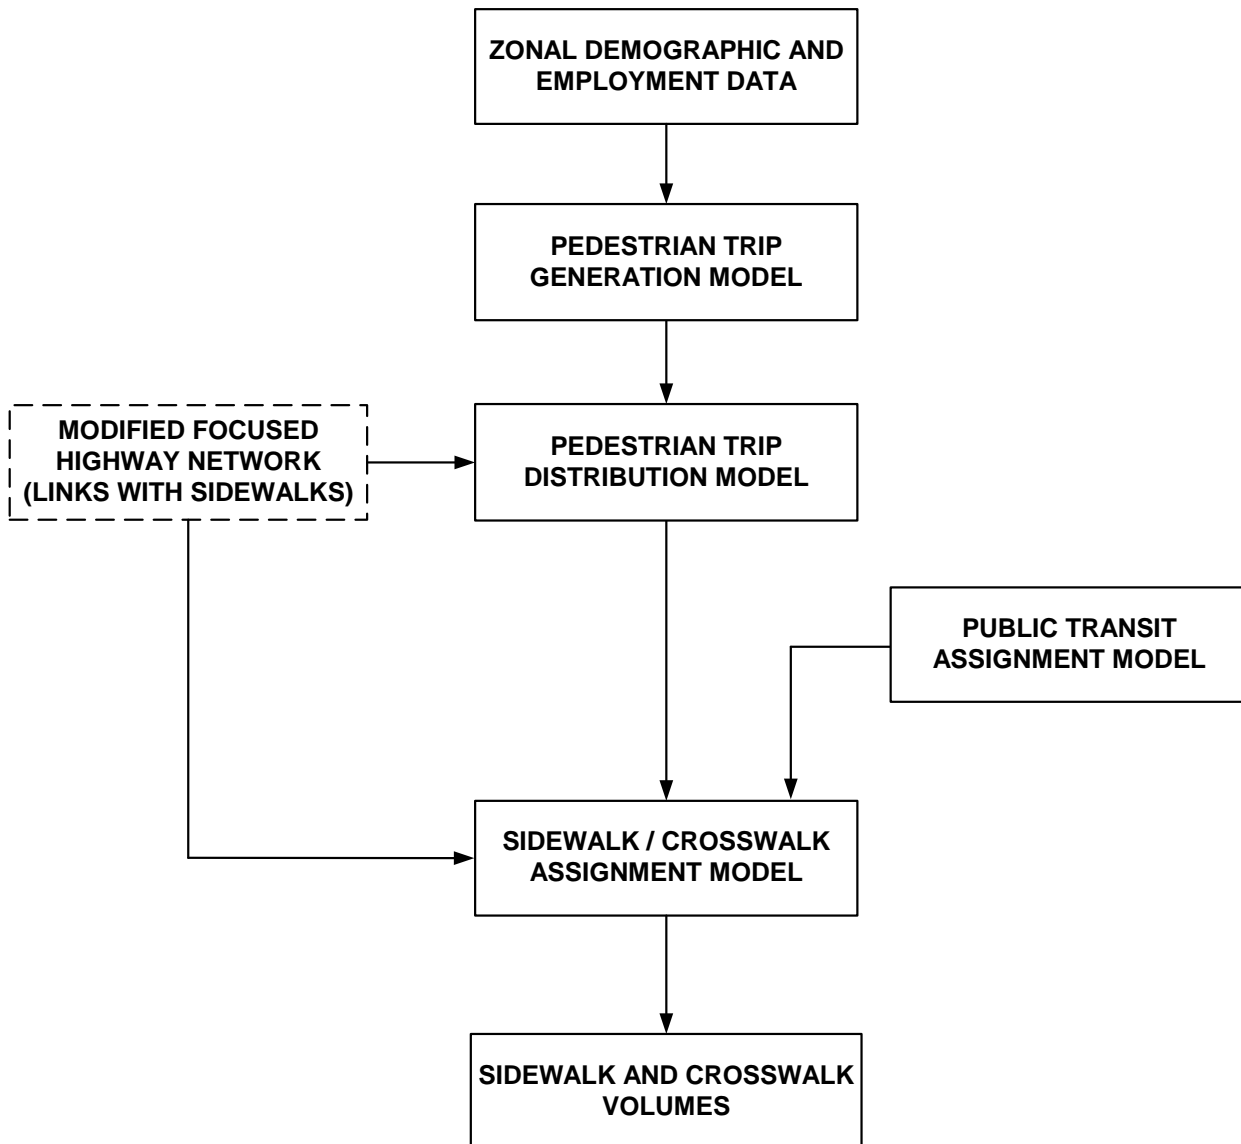 ZONAL DEMOGRAPHIC AND
EMPLOYMENT DATA
PEDESTRIAN TRIP
GENERATION MODEL
MODIFIED FOCUSED
HIGHWAY NETWORK
(LINKS WITH SIDEWALKS)
PEDESTRIAN TRIP
DISTRIBUTION MODEL
PUBLIC TRANSIT
ASSIGNMENT MODEL
SIDEWALK / CROSSWALK
ASSIGNMENT MODEL
SIDEWALK AND CROSSWALK
VOLUMES